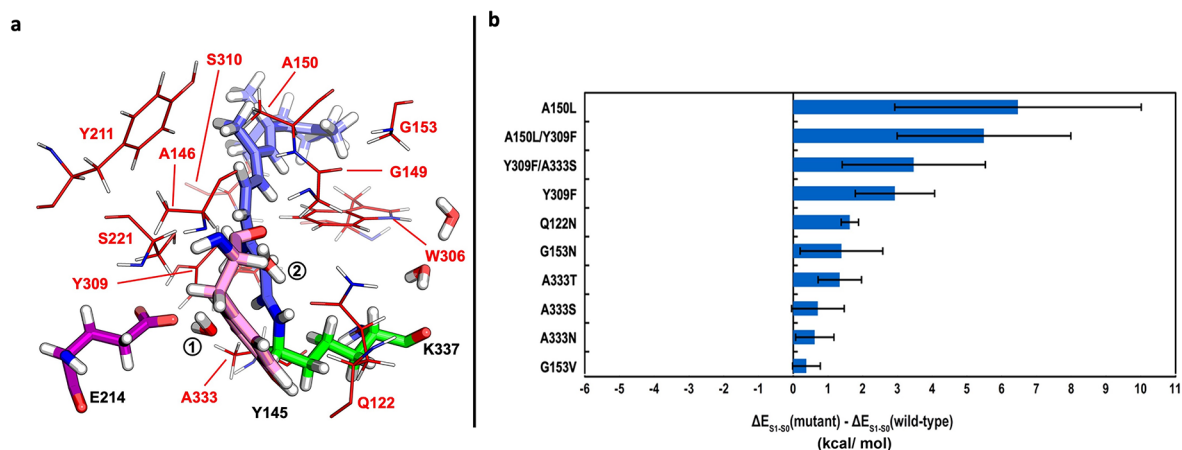 a
S310
A150
Y211
G153
A146
G149
S221
W306
Y309
②
①
K337
E214
A333
Y145
Q122
b
A150L
A150L/Y309F
Y309F/A333S
Y309F
Q122N
G153N
A333T
A333S
A333N
G153V
-6 -5 -4 -3 -2 -1 0 1 2 3 4 5 6 7 8 9 10 11
ΔE_S1-S0(mutant) - ΔE_S1-S0(wild-type)
(kcal/ mol)